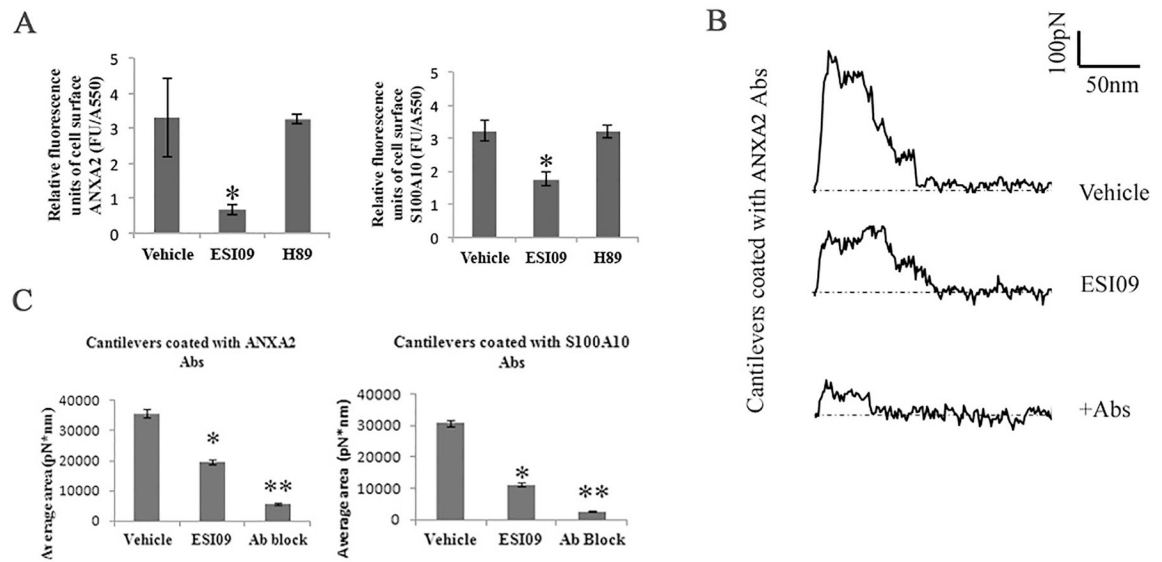 A
Relative fluorescence
units of cell surface
ANXA2 (FU/A550)
5
4
3
2
1
0
*
Vehicle
ESI09
H89
Relative fluorescence
units of cell surface
S100A10 (FU/A550)
5
4
3
2
1
0
*
Vehicle
ESI09
H89
B
Cantilevers coated with ANXA2 Abs
100pN
50nm
Vehicle
ESI09
+Abs
C
Cantilevers coated with ANXA2
Abs
Average area (pN*nm)
40000
30000
20000
10000
0
*
**
Vehicle
ESI09
Ab block
Cantilevers coated with S100A10
Abs
Average area (pN*nm)
40000
30000
20000
10000
0
*
**
Vehicle
ESI09
Ab Block